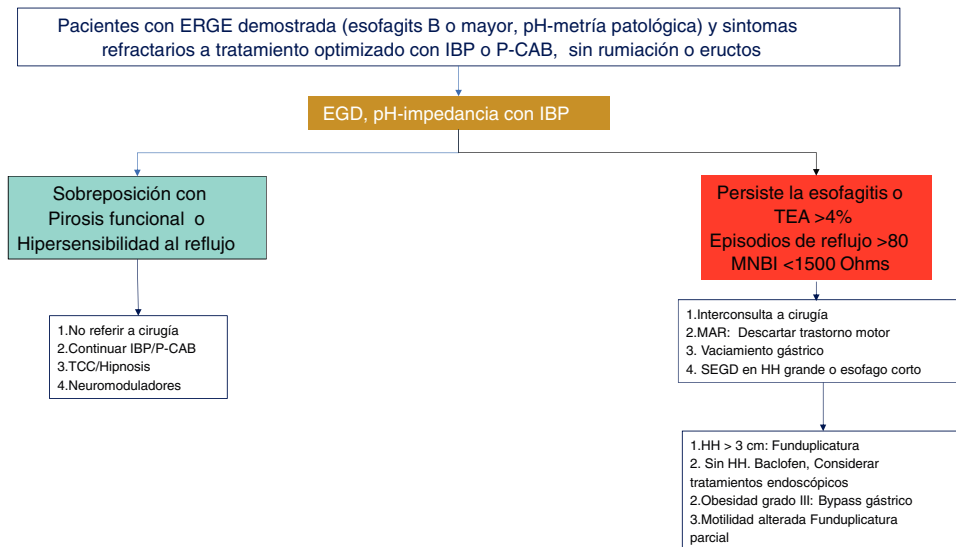 Pacientes con ERGE demostrada (esofagits B o mayor, pH-metría patológica) y sintomas
refractarios a tratamiento optimizado con IBP o P-CAB, sin rumiación o eructos
EGD, pH-impedancia con IBP
Sobreposición con
Pirosis funcional o
Hipersensibilidad al reflujo
1.No referir a cirugía
2.Continuar IBP/P-CAB
3.TCC/Hipnosis
4.Neuromoduladores
Persiste la esofagitis o
TEA >4%
Episodios de reflujo >80
MNBI <1500 Ohms
1.Interconsulta a cirugía
2.MAR: Descartar trastorno motor
3. Vaciamiento gástrico
4. SEGD en HH grande o esofago corto
1.HH > 3 cm: Funduplicatura
2. Sin HH. Baclofen, Considerar
tratamientos endoscópicos
2.Obesidad grado III: Bypass gástrico
3.Motilidad alterada Funduplicatura
parcial